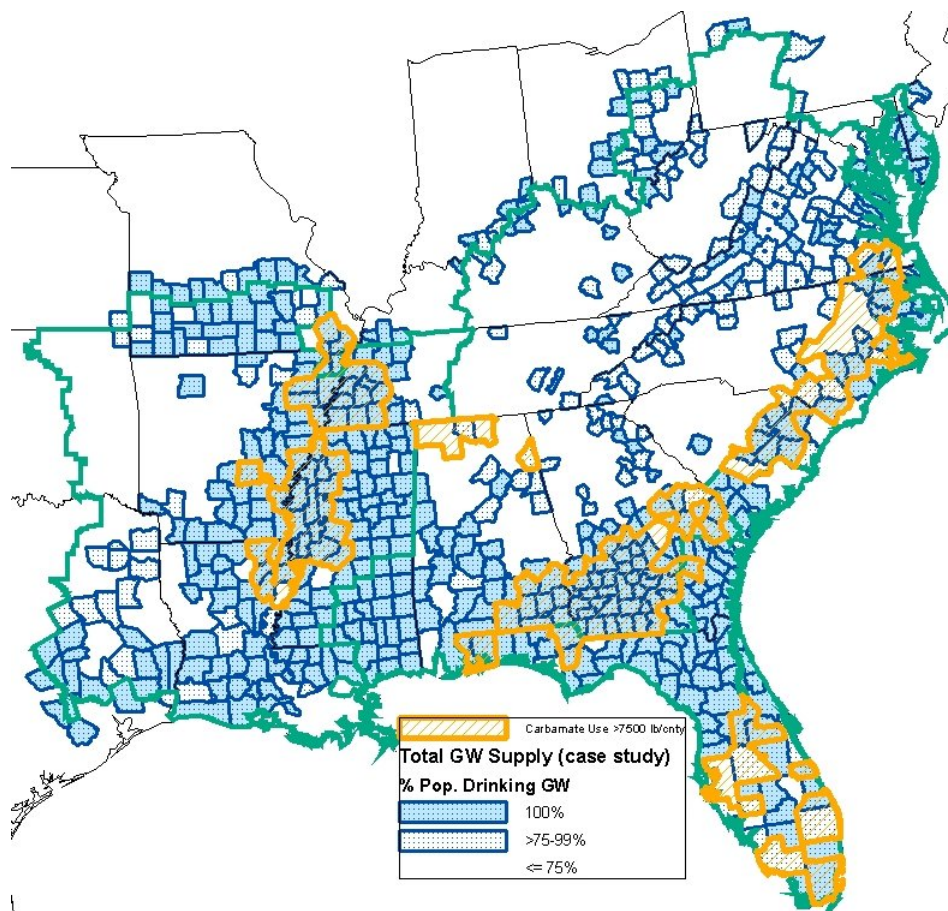 Carbamate Use >7500 lb/cnty
Total GW Supply (case study)
% Pop. Drinking GW
100%
>75-99%
<= 75%